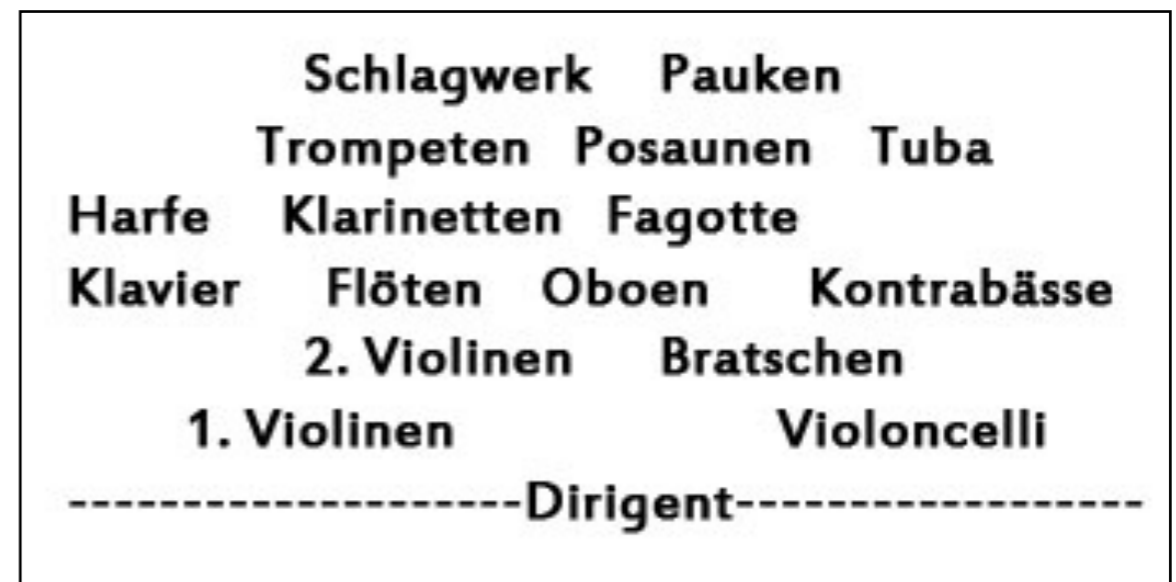 Schlagwerk Pauken
Trompeten Posaunen Tuba
Harfe Klarinetten Fagotte
Klavier Flöten Oboen Kontrabässe
2. Violinen Bratschen
1. Violinen Violoncelli
--------------------Dirigent------------------